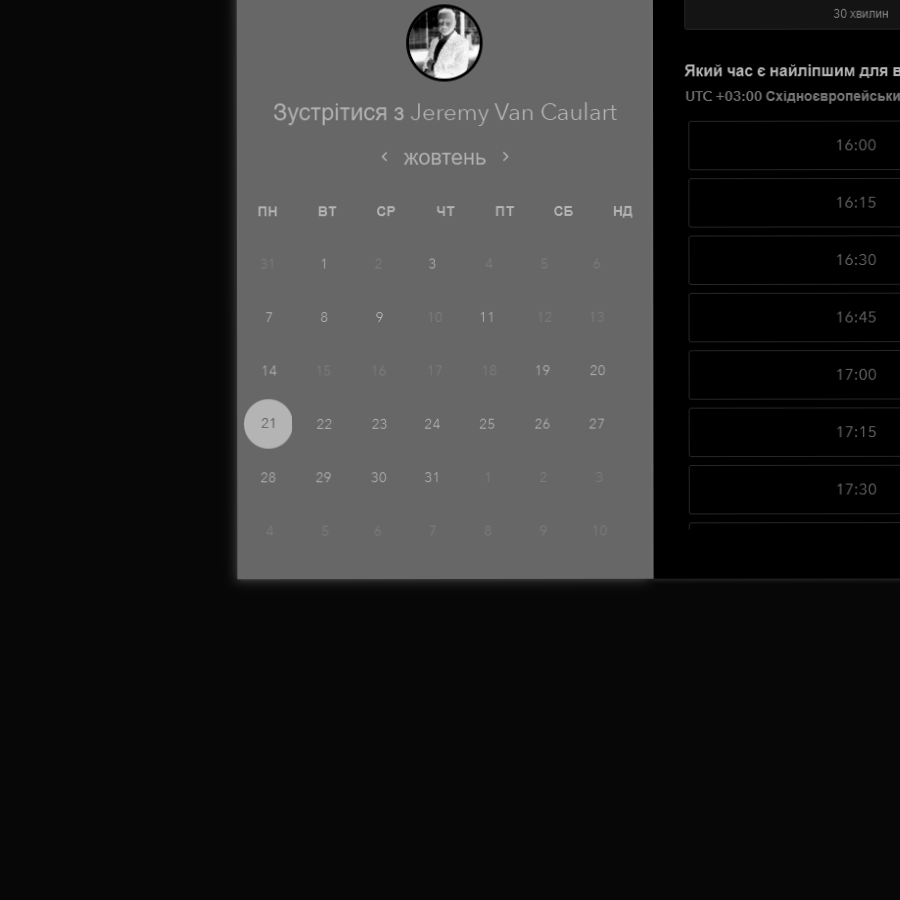 Зустрітися з Jeremy Van Caulart
‹ жовтень ›
ПН ВТ СР ЧТ ПТ СБ НД
31 1 2 3 4 5 6
7 8 9 10 11 12 13
14 15 16 17 18 19 20
21 22 23 24 25 26 27
28 29 30 31 1 2 3
4 5 6 7 8 9 10
30 хвилин
Який час є найліпшим для в
UTC +03:00 Східноєвропейськи
16:00
16:15
16:30
16:45
17:00
17:15
17:30